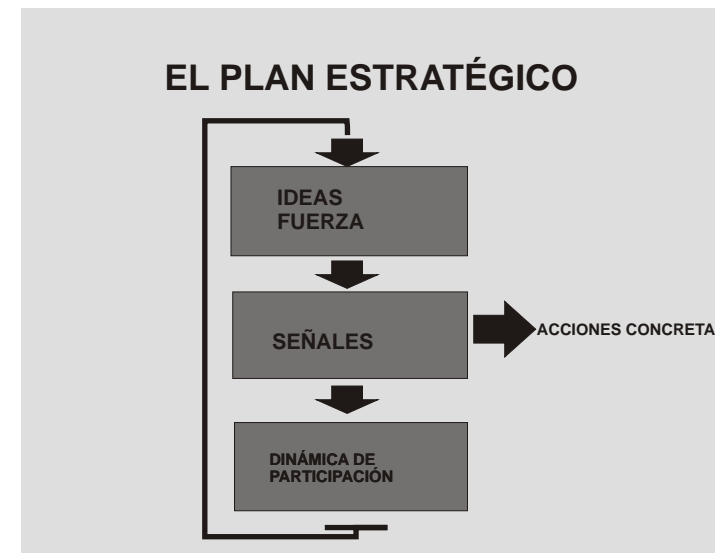 EL PLAN ESTRATÉGICO
IDEAS
FUERZA
SEÑALES
ACCIONES CONCRETA
DINÁMICA DE
PARTICIPACIÓN